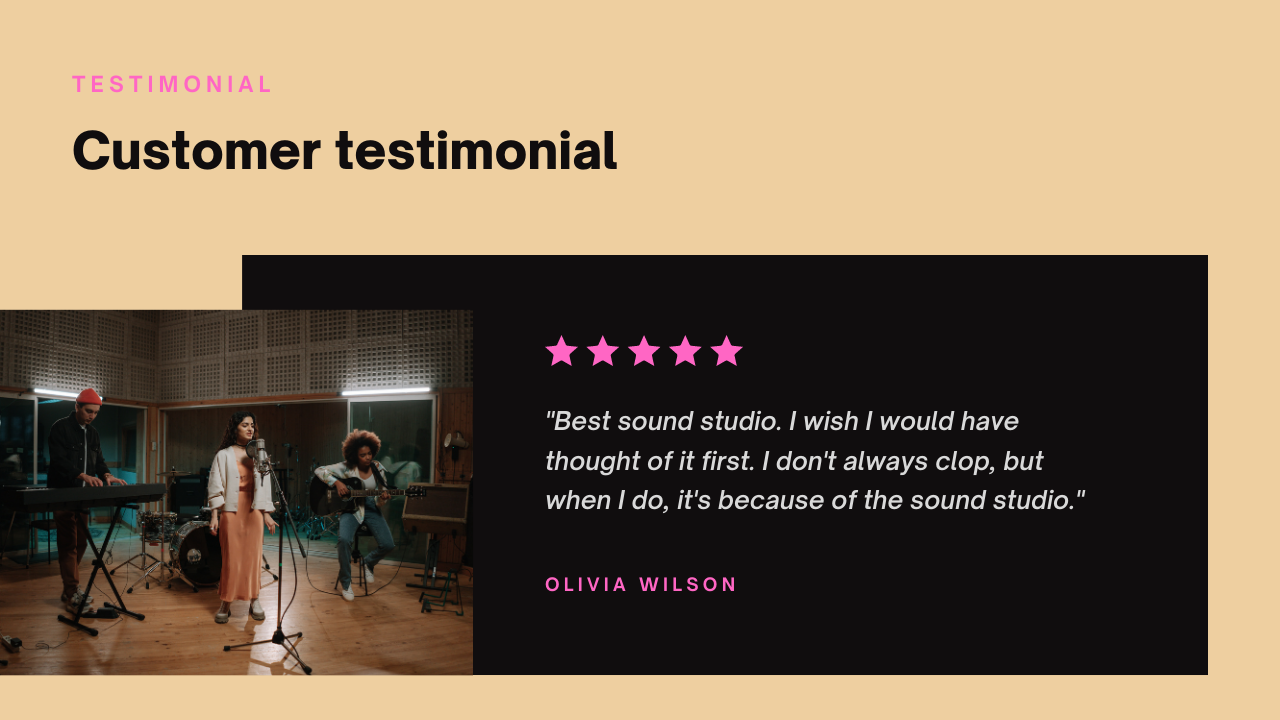 TESTIMONIAL
Customer testimonial
"Best sound studio. I wish I would have
thought of it first. I don't always clop, but
when I do, it's because of the sound studio."
OLIVIA WILSON